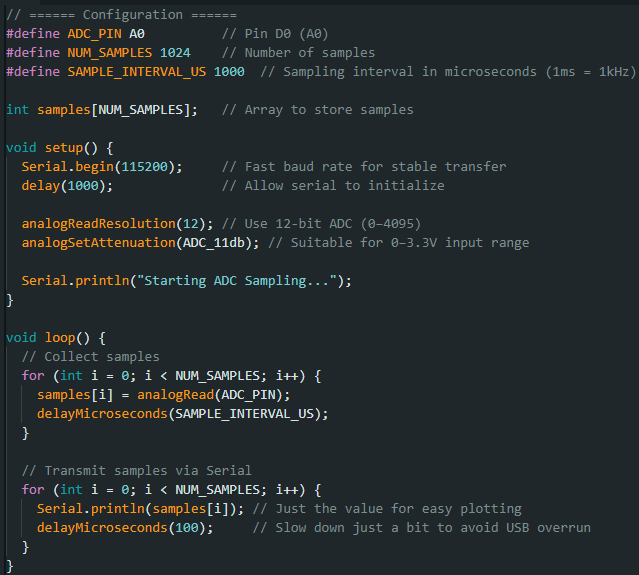 // ====== Configuration ======
#define ADC_PIN A0          // Pin D0 (A0)
#define NUM_SAMPLES 1024    // Number of samples
#define SAMPLE_INTERVAL_US 1000  // Sampling interval in microseconds (1ms = 1kHz)

int samples[NUM_SAMPLES];   // Array to store samples

void setup() {
  Serial.begin(115200);     // Fast baud rate for stable transfer
  delay(1000);              // Allow serial to initialize

  analogReadResolution(12); // Use 12-bit ADC (0–4095)
  analogSetAttenuation(ADC_11db); // Suitable for 0–3.3V input range

  Serial.println("Starting ADC Sampling...");
}

void loop() {
  // Collect samples
  for (int i = 0; i < NUM_SAMPLES; i++) {
    samples[i] = analogRead(ADC_PIN);
    delayMicroseconds(SAMPLE_INTERVAL_US);
  }

  // Transmit samples via Serial
  for (int i = 0; i < NUM_SAMPLES; i++) {
    Serial.println(samples[i]); // Just the value for easy plotting
    delayMicroseconds(100);     // Slow down just a bit to avoid USB overrun
  }
}